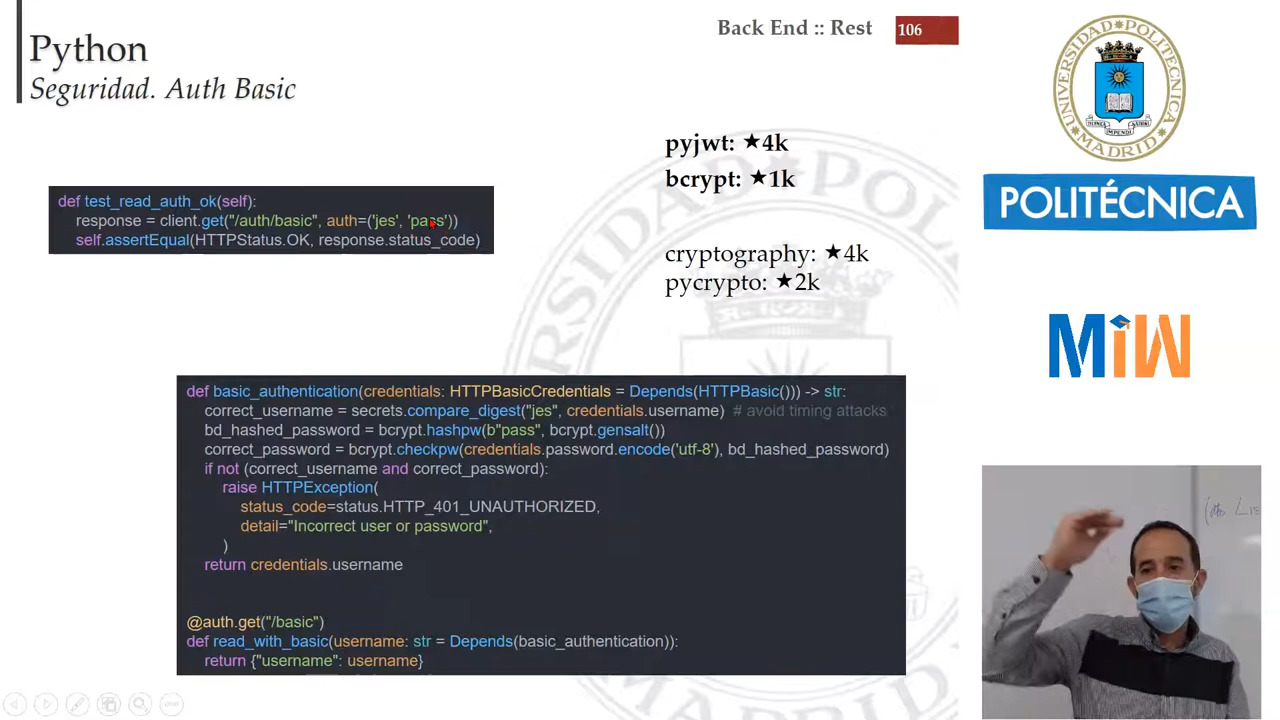 Back End :: Rest
106
Python
Seguridad. Auth Basic
pyjwt: ★4k
bcrypt: ★1k
cryptography: ★4k
pycrypto: ★2k
def test_read_auth_ok(self):
response = client.get("/auth/basic", auth=('jes', 'pass'))
self.assertEqual(HTTPStatus.OK, response.status_code)
def basic_authentication(credentials: HTTPBasicCredentials = Depends(HTTPBasic())) -> str:
correct_username = secrets.compare_digest("jes", credentials.username)  # avoid timing attacks
bd_hashed_password = bcrypt.hashpw(b"pass", bcrypt.gensalt())
correct_password = bcrypt.checkpw(credentials.password.encode('utf-8'), bd_hashed_password)
if not (correct_username and correct_password):
raise HTTPException(
status_code=status.HTTP_401_UNAUTHORIZED,
detail="Incorrect user or password",
)
return credentials.username
@auth.get("/basic")
def read_with_basic(username: str = Depends(basic_authentication)):
return {"username": username}
UNIVERSIDAD POLITECNICA
MADRID
POLITÉCNICA
MiW